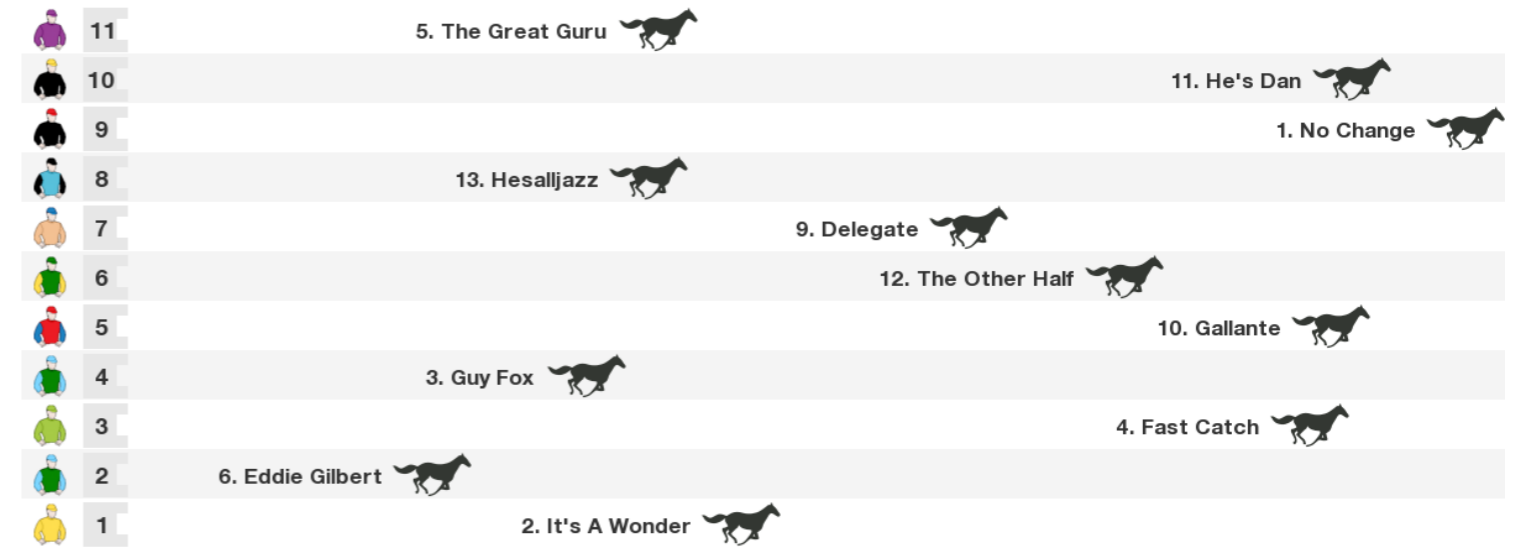 11 5. The Great Guru
10 11. He's Dan
9 1. No Change
8 13. Hesalljazz
7 9. Delegate
6 12. The Other Half
5 10. Gallante
4 3. Guy Fox
3 4. Fast Catch
2 6. Eddie Gilbert
1 2. It's A Wonder